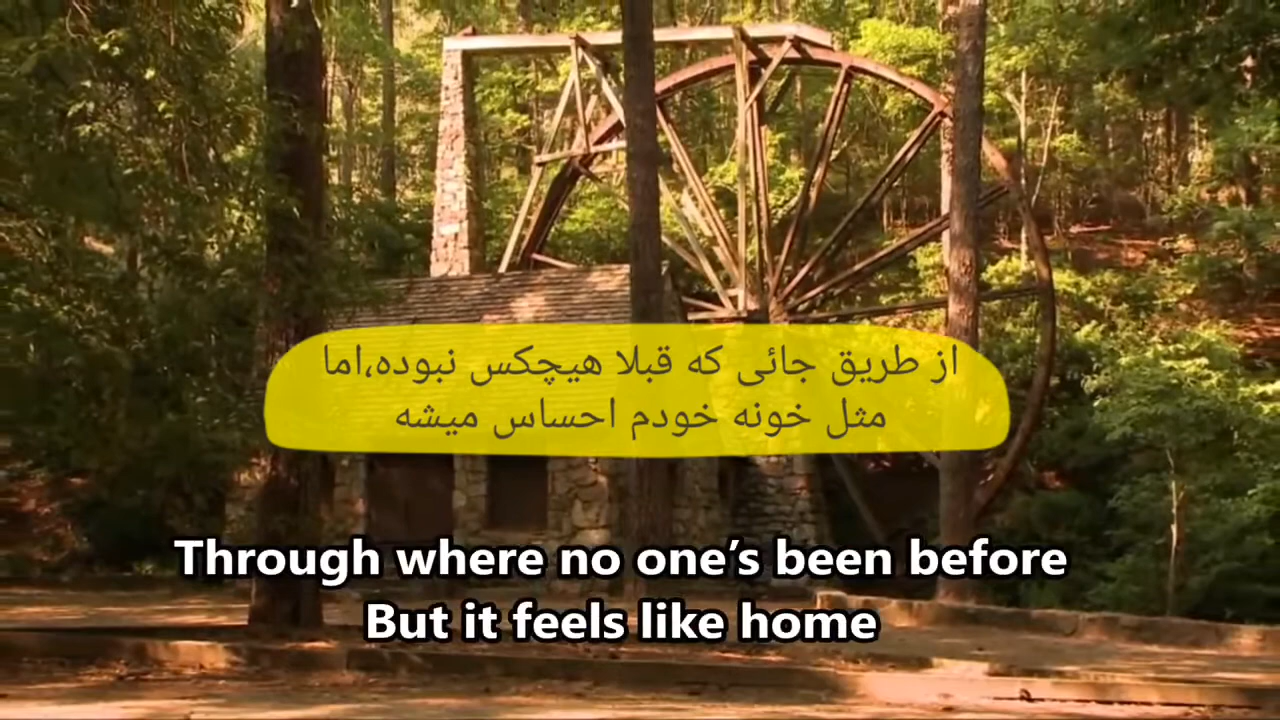 از طریق جائی که قبلا هیچکس نبوده،اما
مثل خونه خودم احساس میشه
Through where no one’s been before
But it feels like home